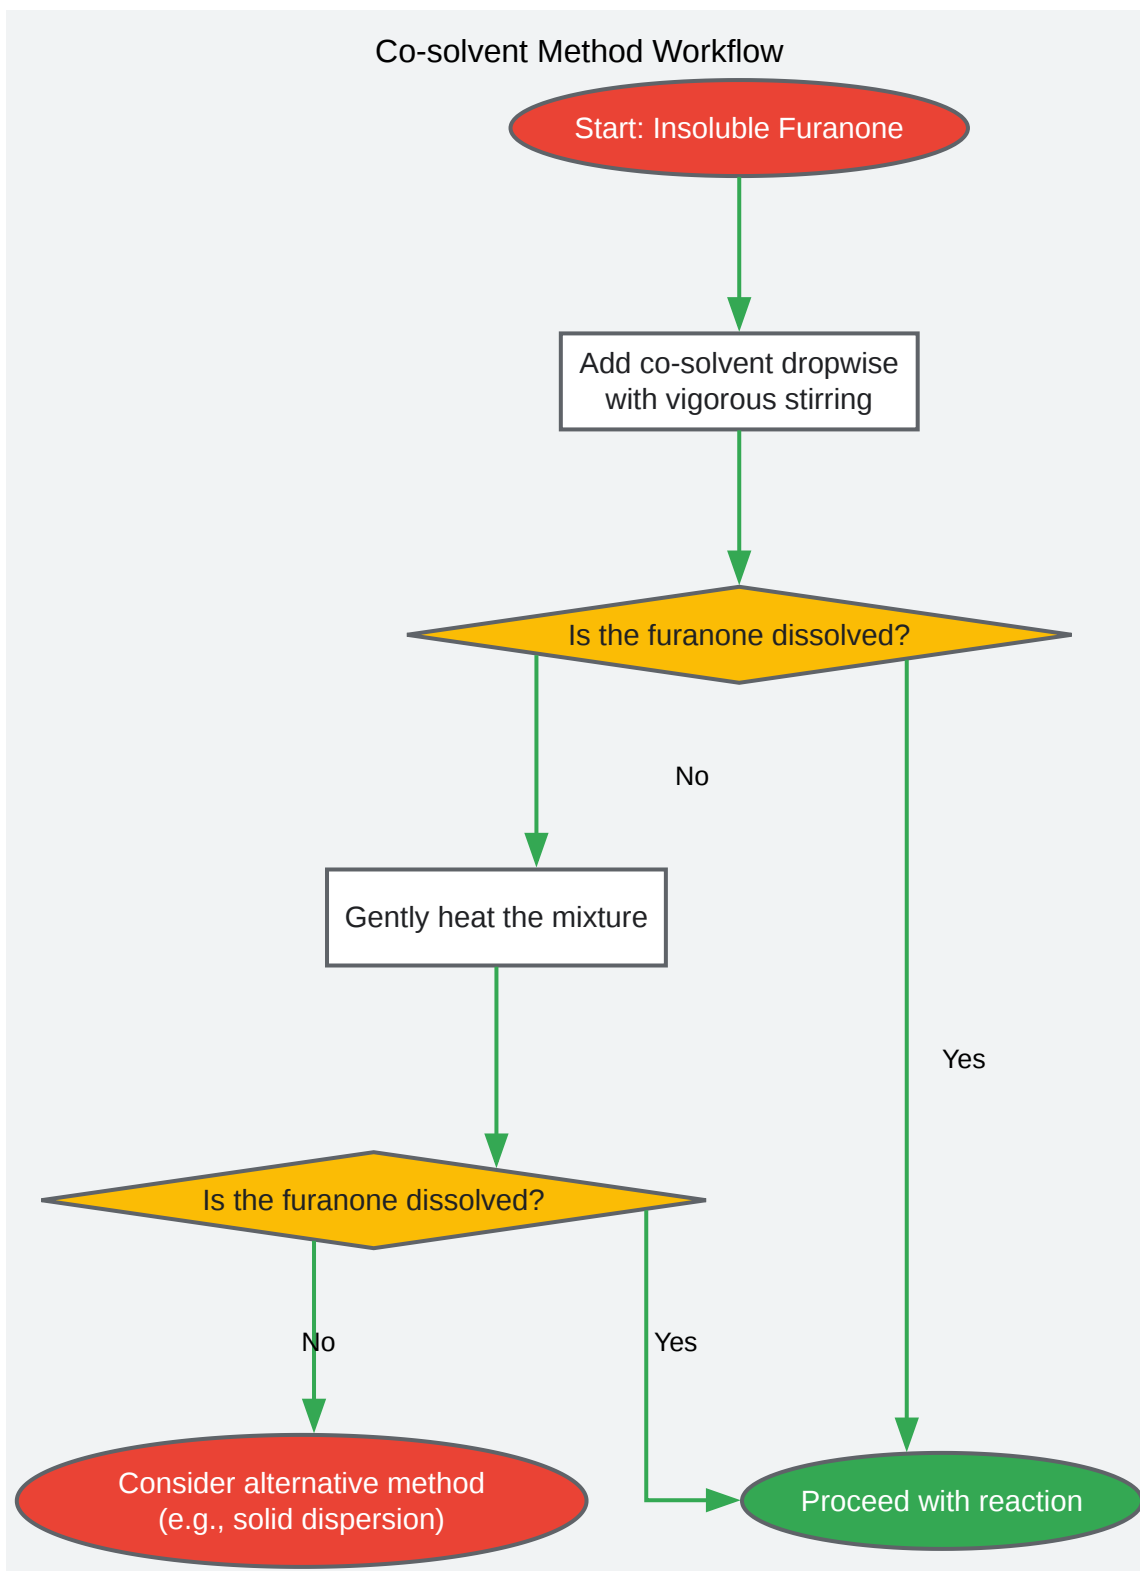 Co-solvent Method Workflow
Start: Insoluble Furanone
Add co-solvent dropwise
with vigorous stirring
Is the furanone dissolved?
No
Gently heat the mixture
Yes
Is the furanone dissolved?
No
Yes
Consider alternative method
(e.g., solid dispersion)
Proceed with reaction